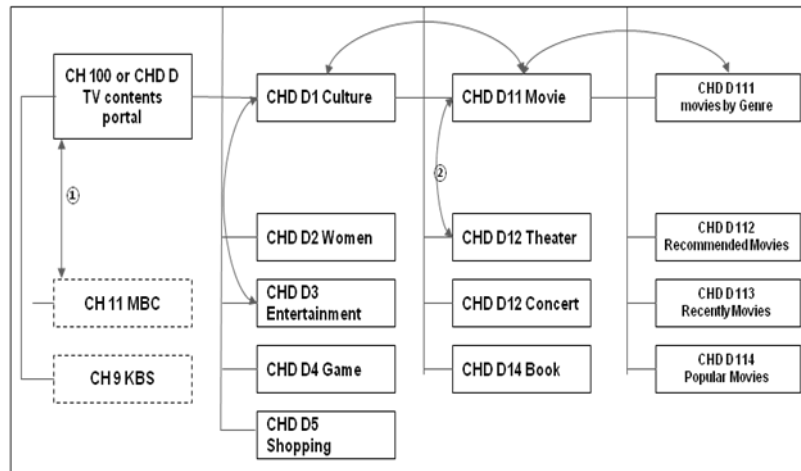 CH 100 or CHD D
TV contents
portal
①
CH 11 MBC
CH 9 KBS
CHD D1 Culture
CHD D2 Women
CHD D3
Entertainment
CHD D4 Game
CHD D5
Shopping
CHD D11 Movie
②
CHD D12 Theater
CHD D12 Concert
CHD D14 Book
CHD D111
movies by Genre
CHD D112
Recommended Movies
CHD D113
Recently Movies
CHD D114
Popular Movies